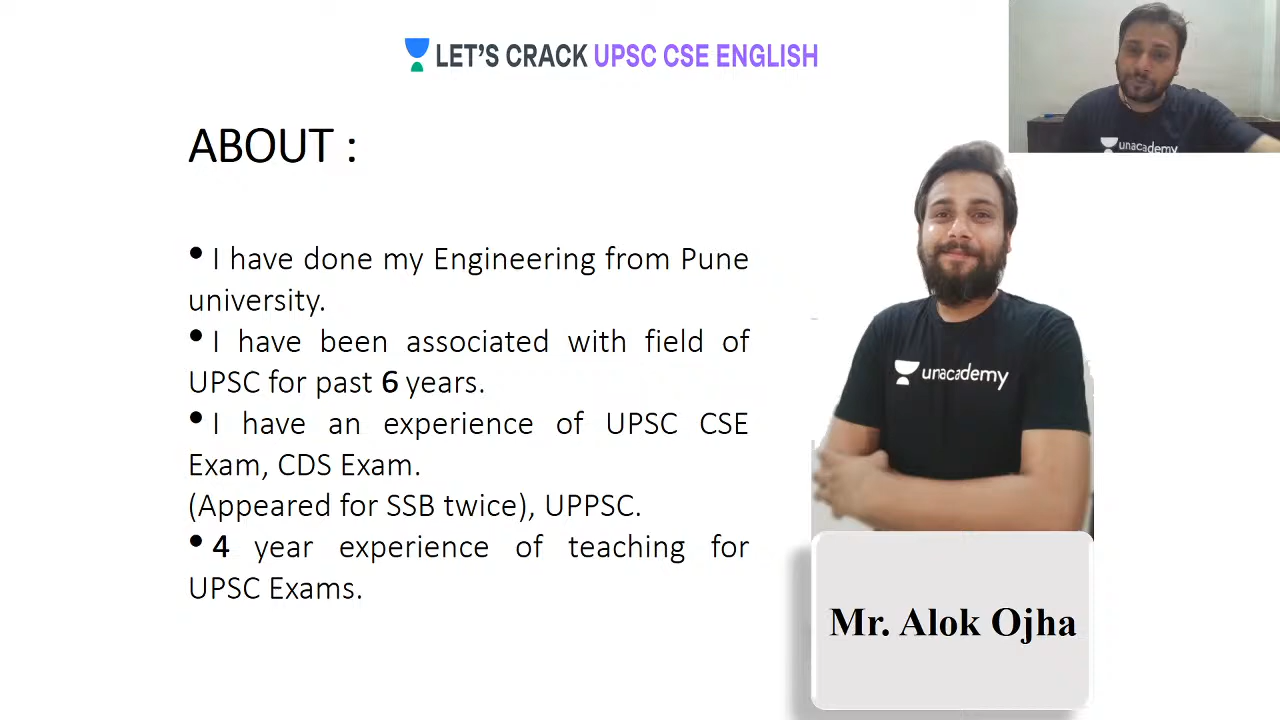 LET'S CRACK UPSC CSE ENGLISH
ABOUT :
•I have done my Engineering from Pune
university.
•I have been associated with field of
UPSC for past 6 years.
•I have an experience of UPSC CSE
Exam, CDS Exam.
(Appeared for SSB twice), UPPSC.
•4 year experience of teaching for
UPSC Exams.
unacademy
unacademy
Mr. Alok Ojha